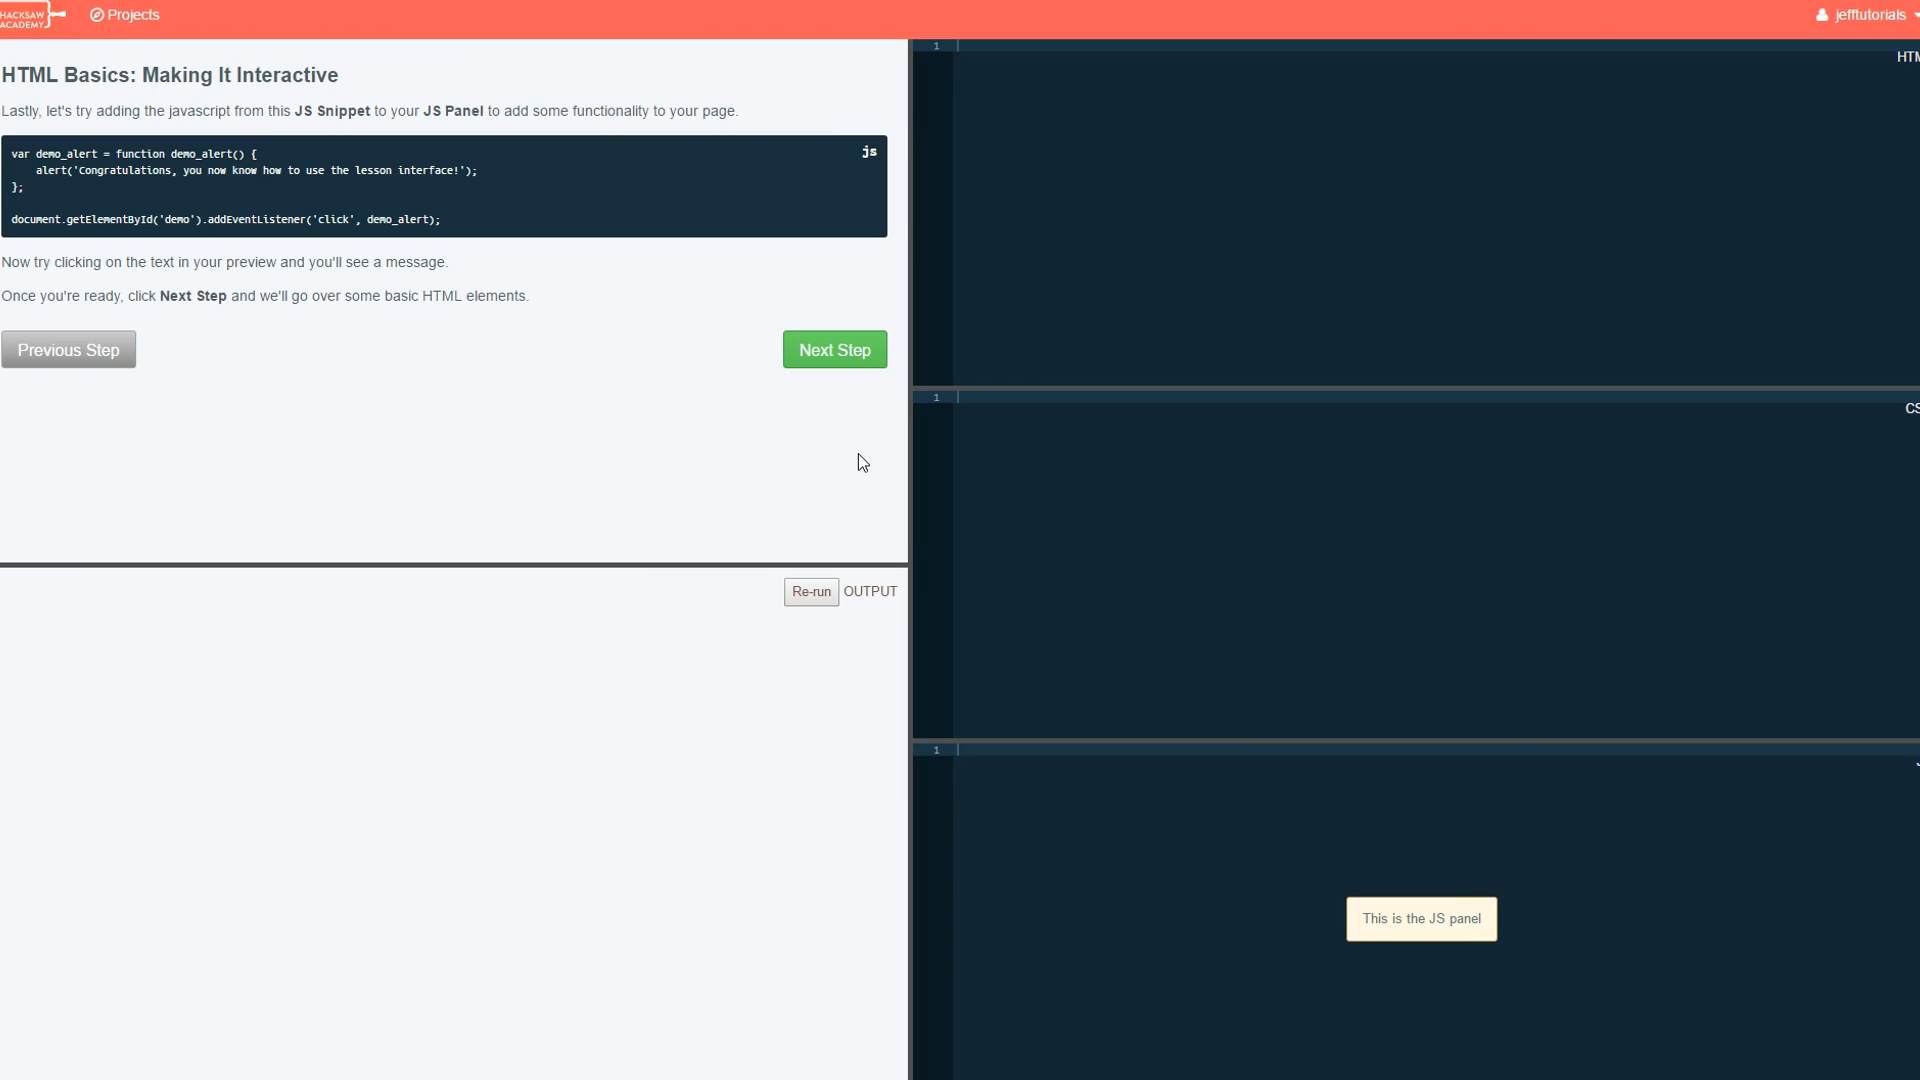 HACKSAW
ACADEMY
Projects
jefftutorials
HTML Basics: Making It Interactive
Lastly, let's try adding the javascript from this JS Snippet to your JS Panel to add some functionality to your page.
js
var demo_alert = function demo_alert() {
    alert('Congratulations, you now know how to use the lesson interface!');
};
document.getElementById('demo').addEventListener('click', demo_alert);
Now try clicking on the text in your preview and you'll see a message.
Once you're ready, click Next Step and we'll go over some basic HTML elements.
Previous Step
Next Step
Re-run OUTPUT
1
HTM
1
CS
1
This is the JS panel